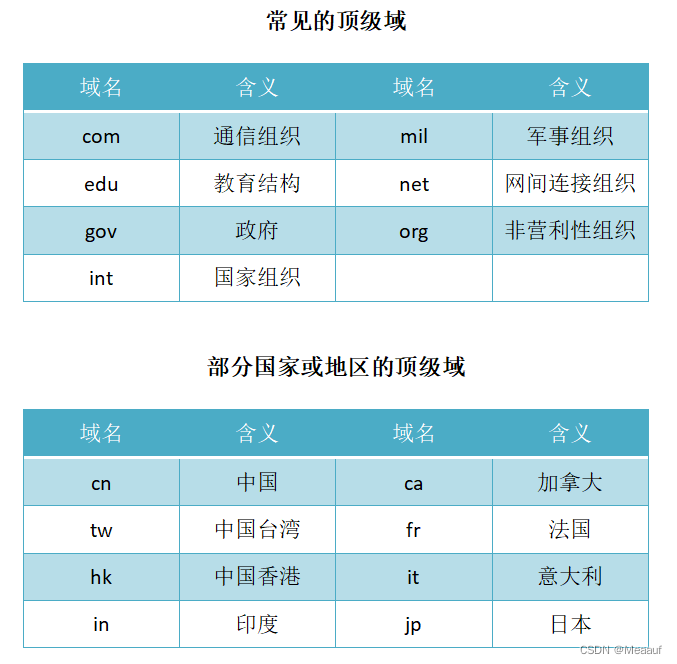 常见的顶级域
域名 含义 域名 含义
com 通信组织 mil 军事组织
edu 教育结构 net 网间连接组织
gov 政府 org 非营利性组织
int 国家组织
部分国家或地区的顶级域
域名 含义 域名 含义
cn 中国 ca 加拿大
tw 中国台湾 fr 法国
hk 中国香港 it 意大利
in 印度 jp 日本
CSDN @Meaauf